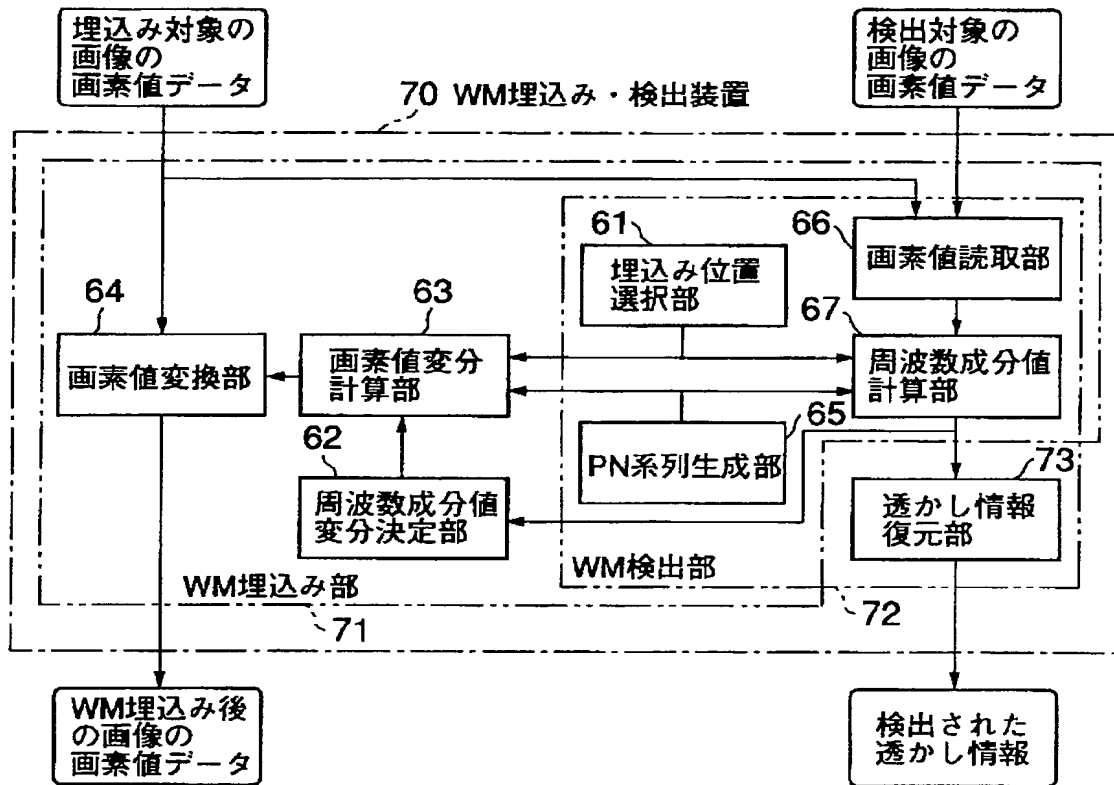 埋込み対象の
画像の
画素値データ
検出対象の
画像の
画素値データ
70 WM埋込み・検出装置
61
埋込み位置
選択部
66
画素値読取部
64
画素値変換部
63
画素値変分
計算部
67
周波数成分値
計算部
62
周波数成分値
変分決定部
65
PN系列生成部
73
透かし情報
復元部
WM検出部
WM埋込み部
71
72
WM埋込み後
の画像の
画素値データ
検出された
透かし情報